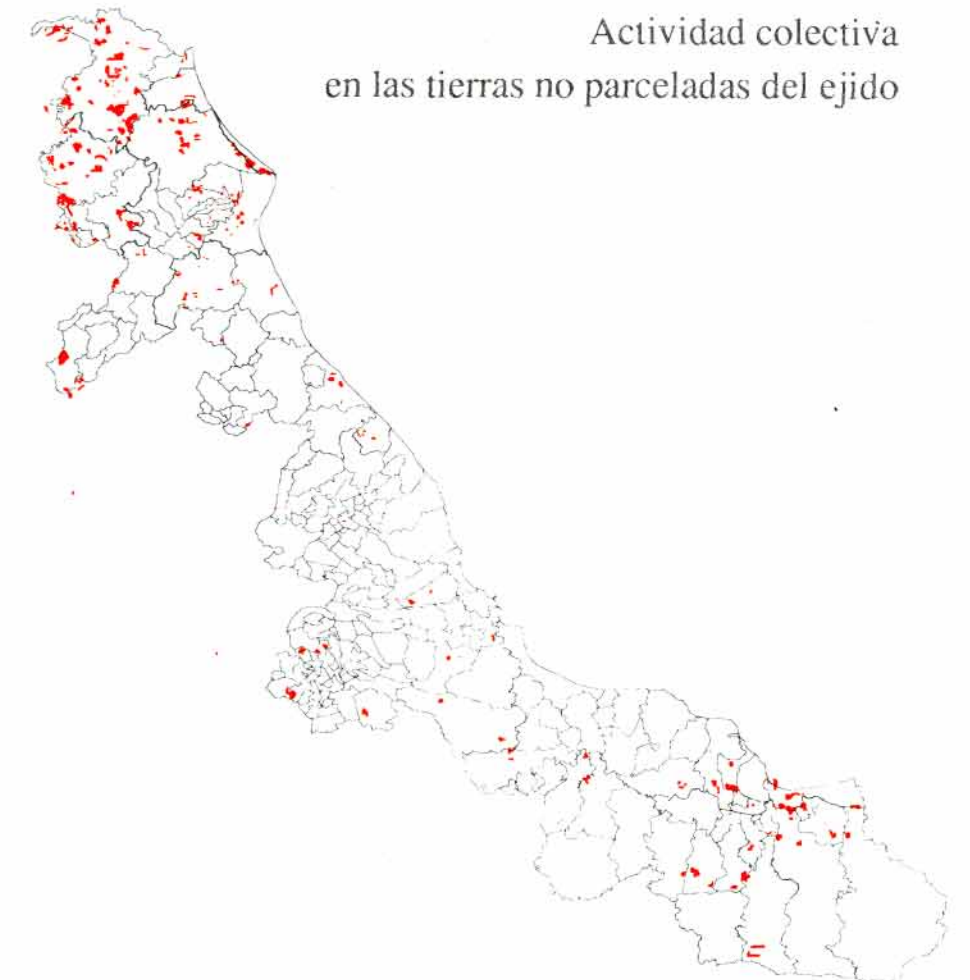 Actividad colectiva
en las tierras no parceladas del ejido